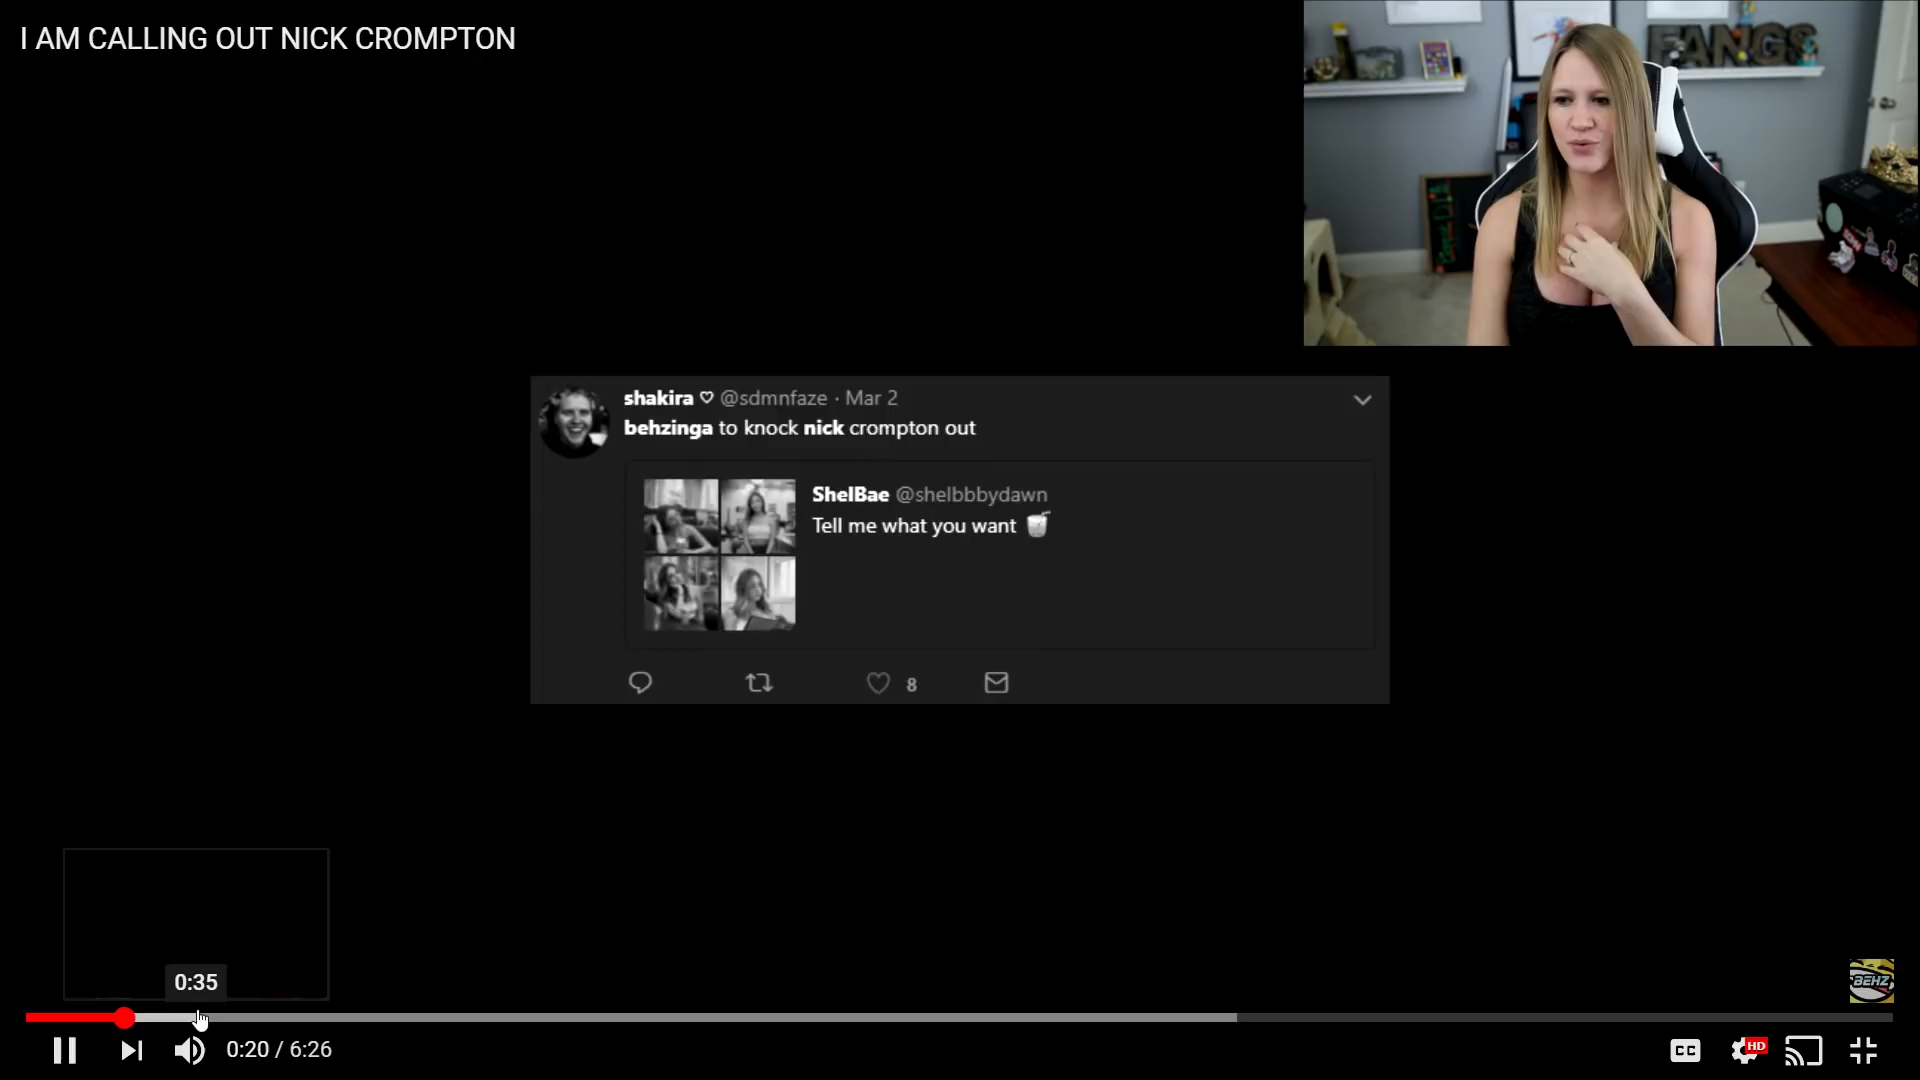 I AM CALLING OUT NICK CROMPTON
FANGS
shakira ♡ @sdmnfaze · Mar 2
behzinga to knock nick crompton out
ShelBae @shelbbbydawn
Tell me what you want 🥛
8
0:35
BEHZ
0:20 / 6:26
CC
HD